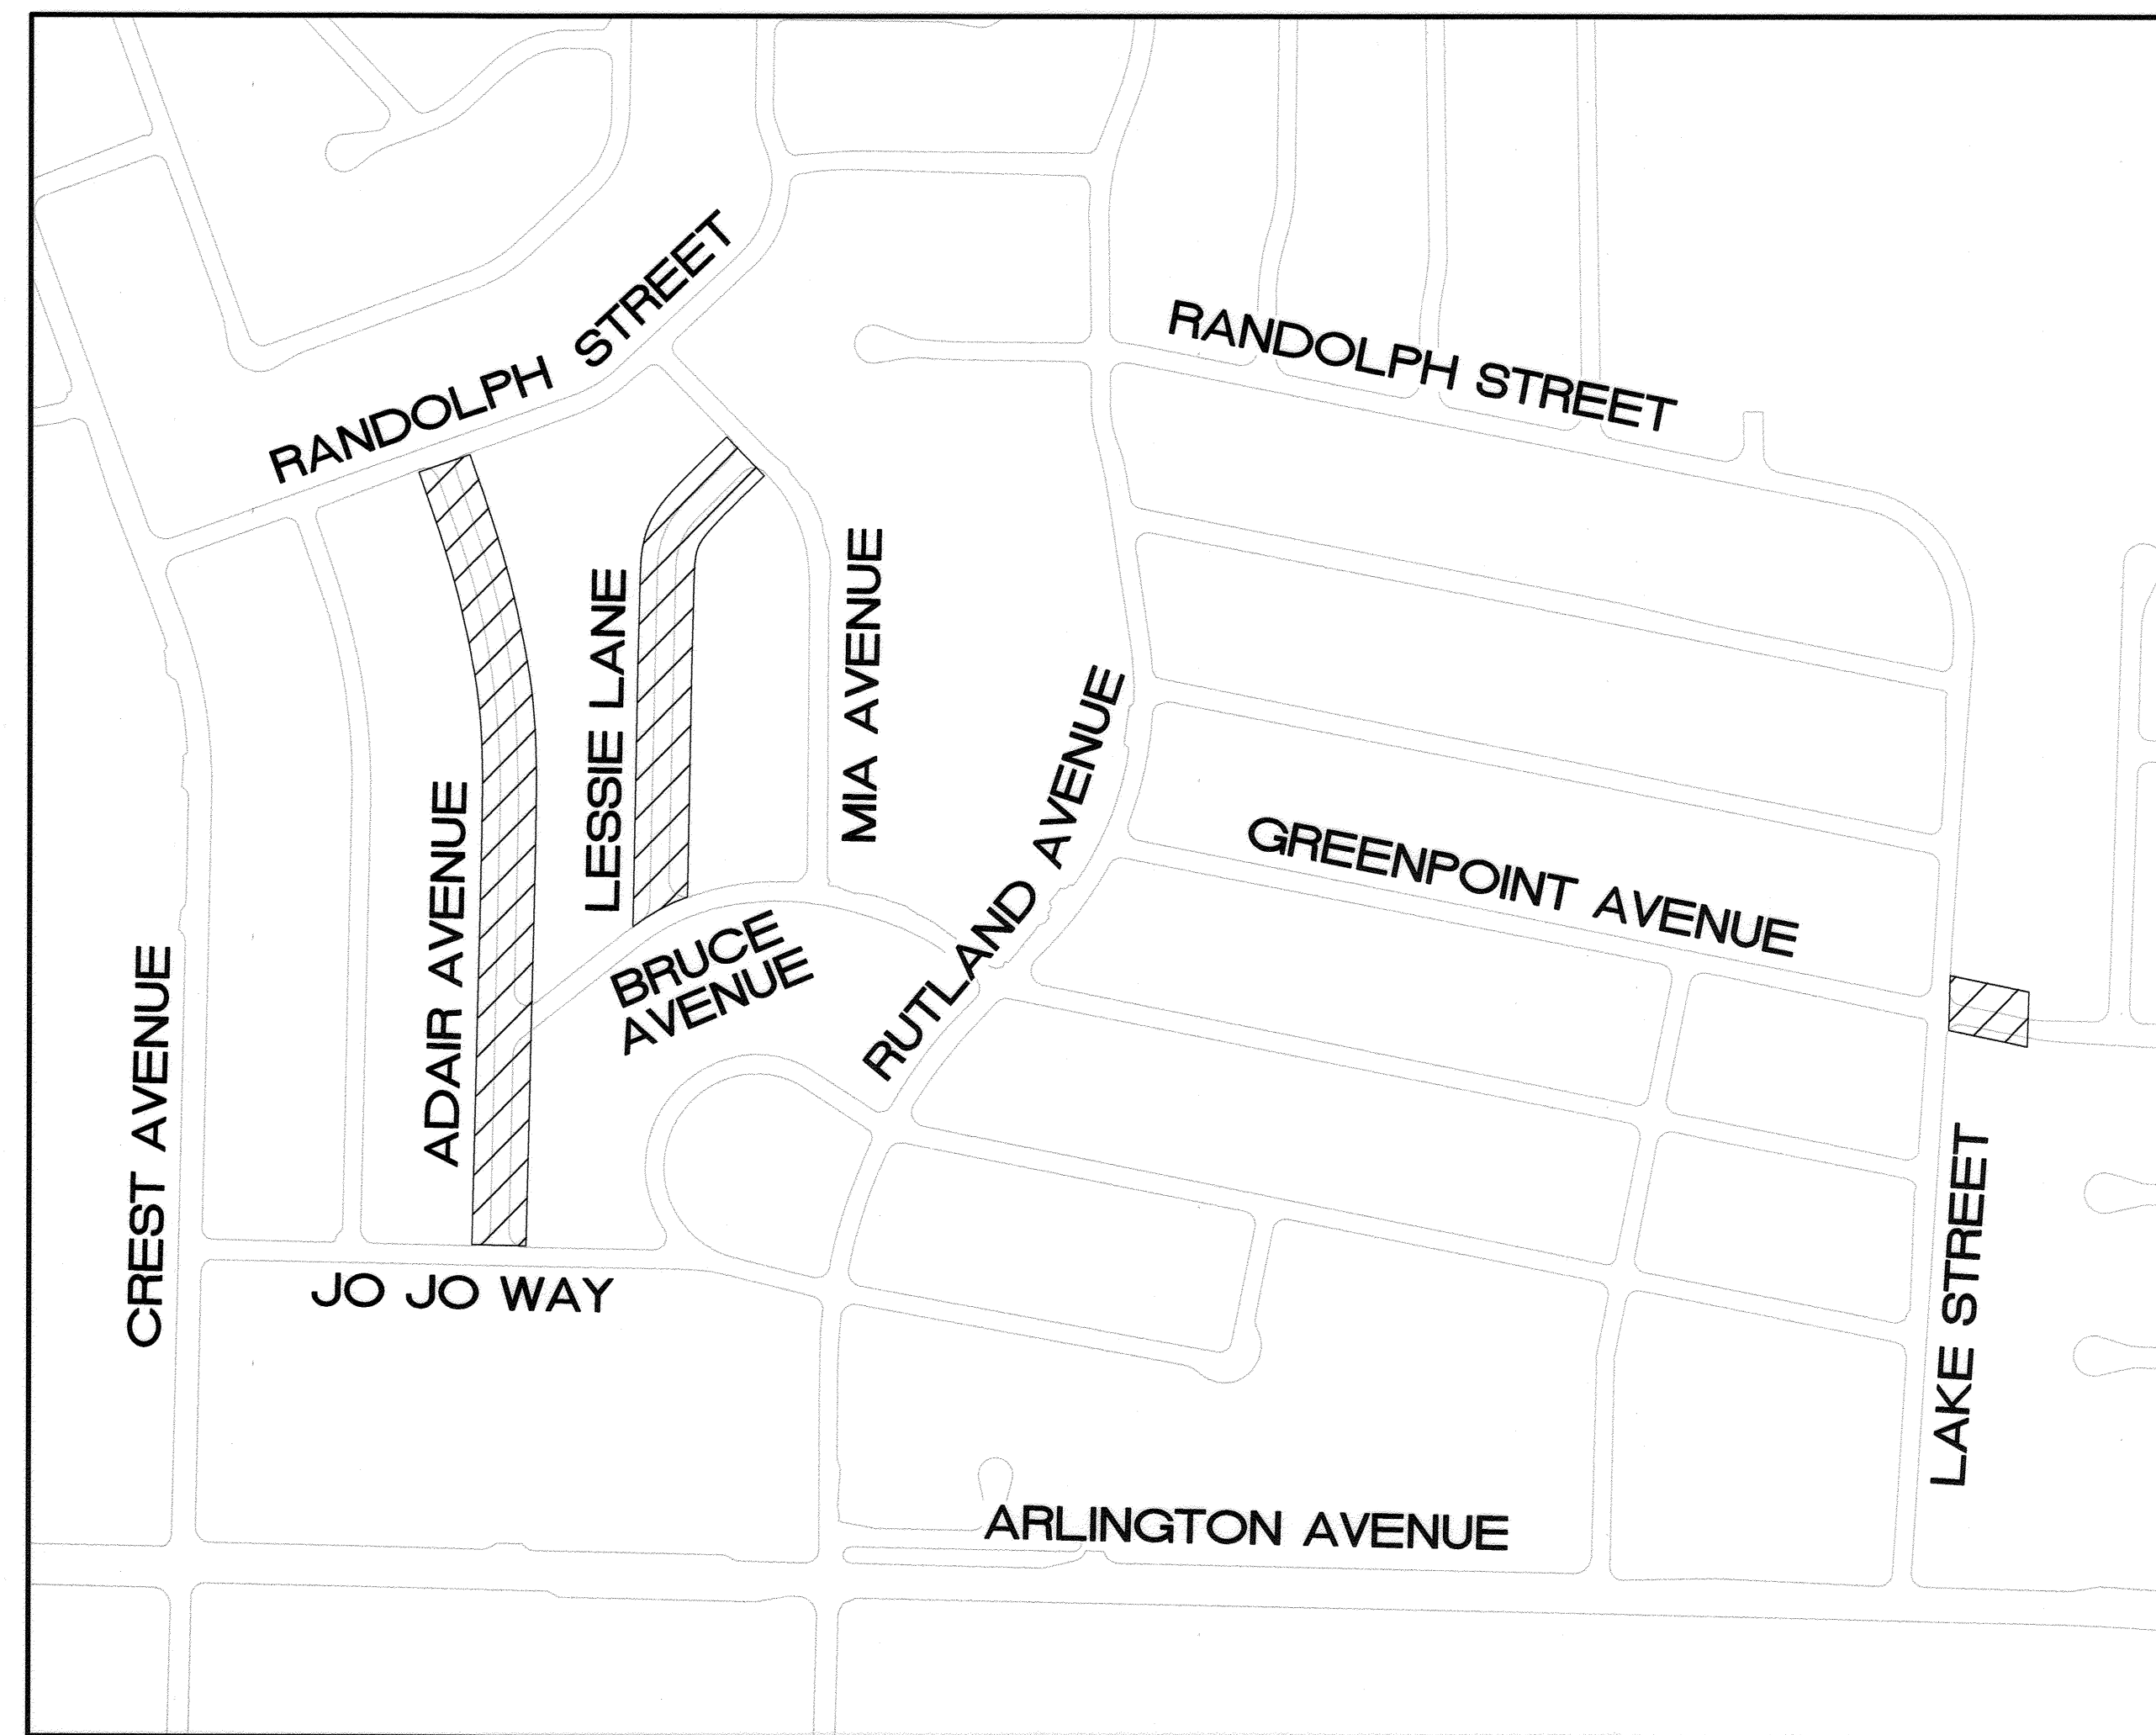 RANDOLPH STREET
RANDOLPH STREET
LESSIE LANE
MIA AVENUE
ADAIR AVENUE
RUTLAND AVENUE
GREENPOINT AVENUE
BRUCE
AVENUE
CREST AVENUE
JO JO WAY
LAKE STREET
ARLINGTON AVENUE